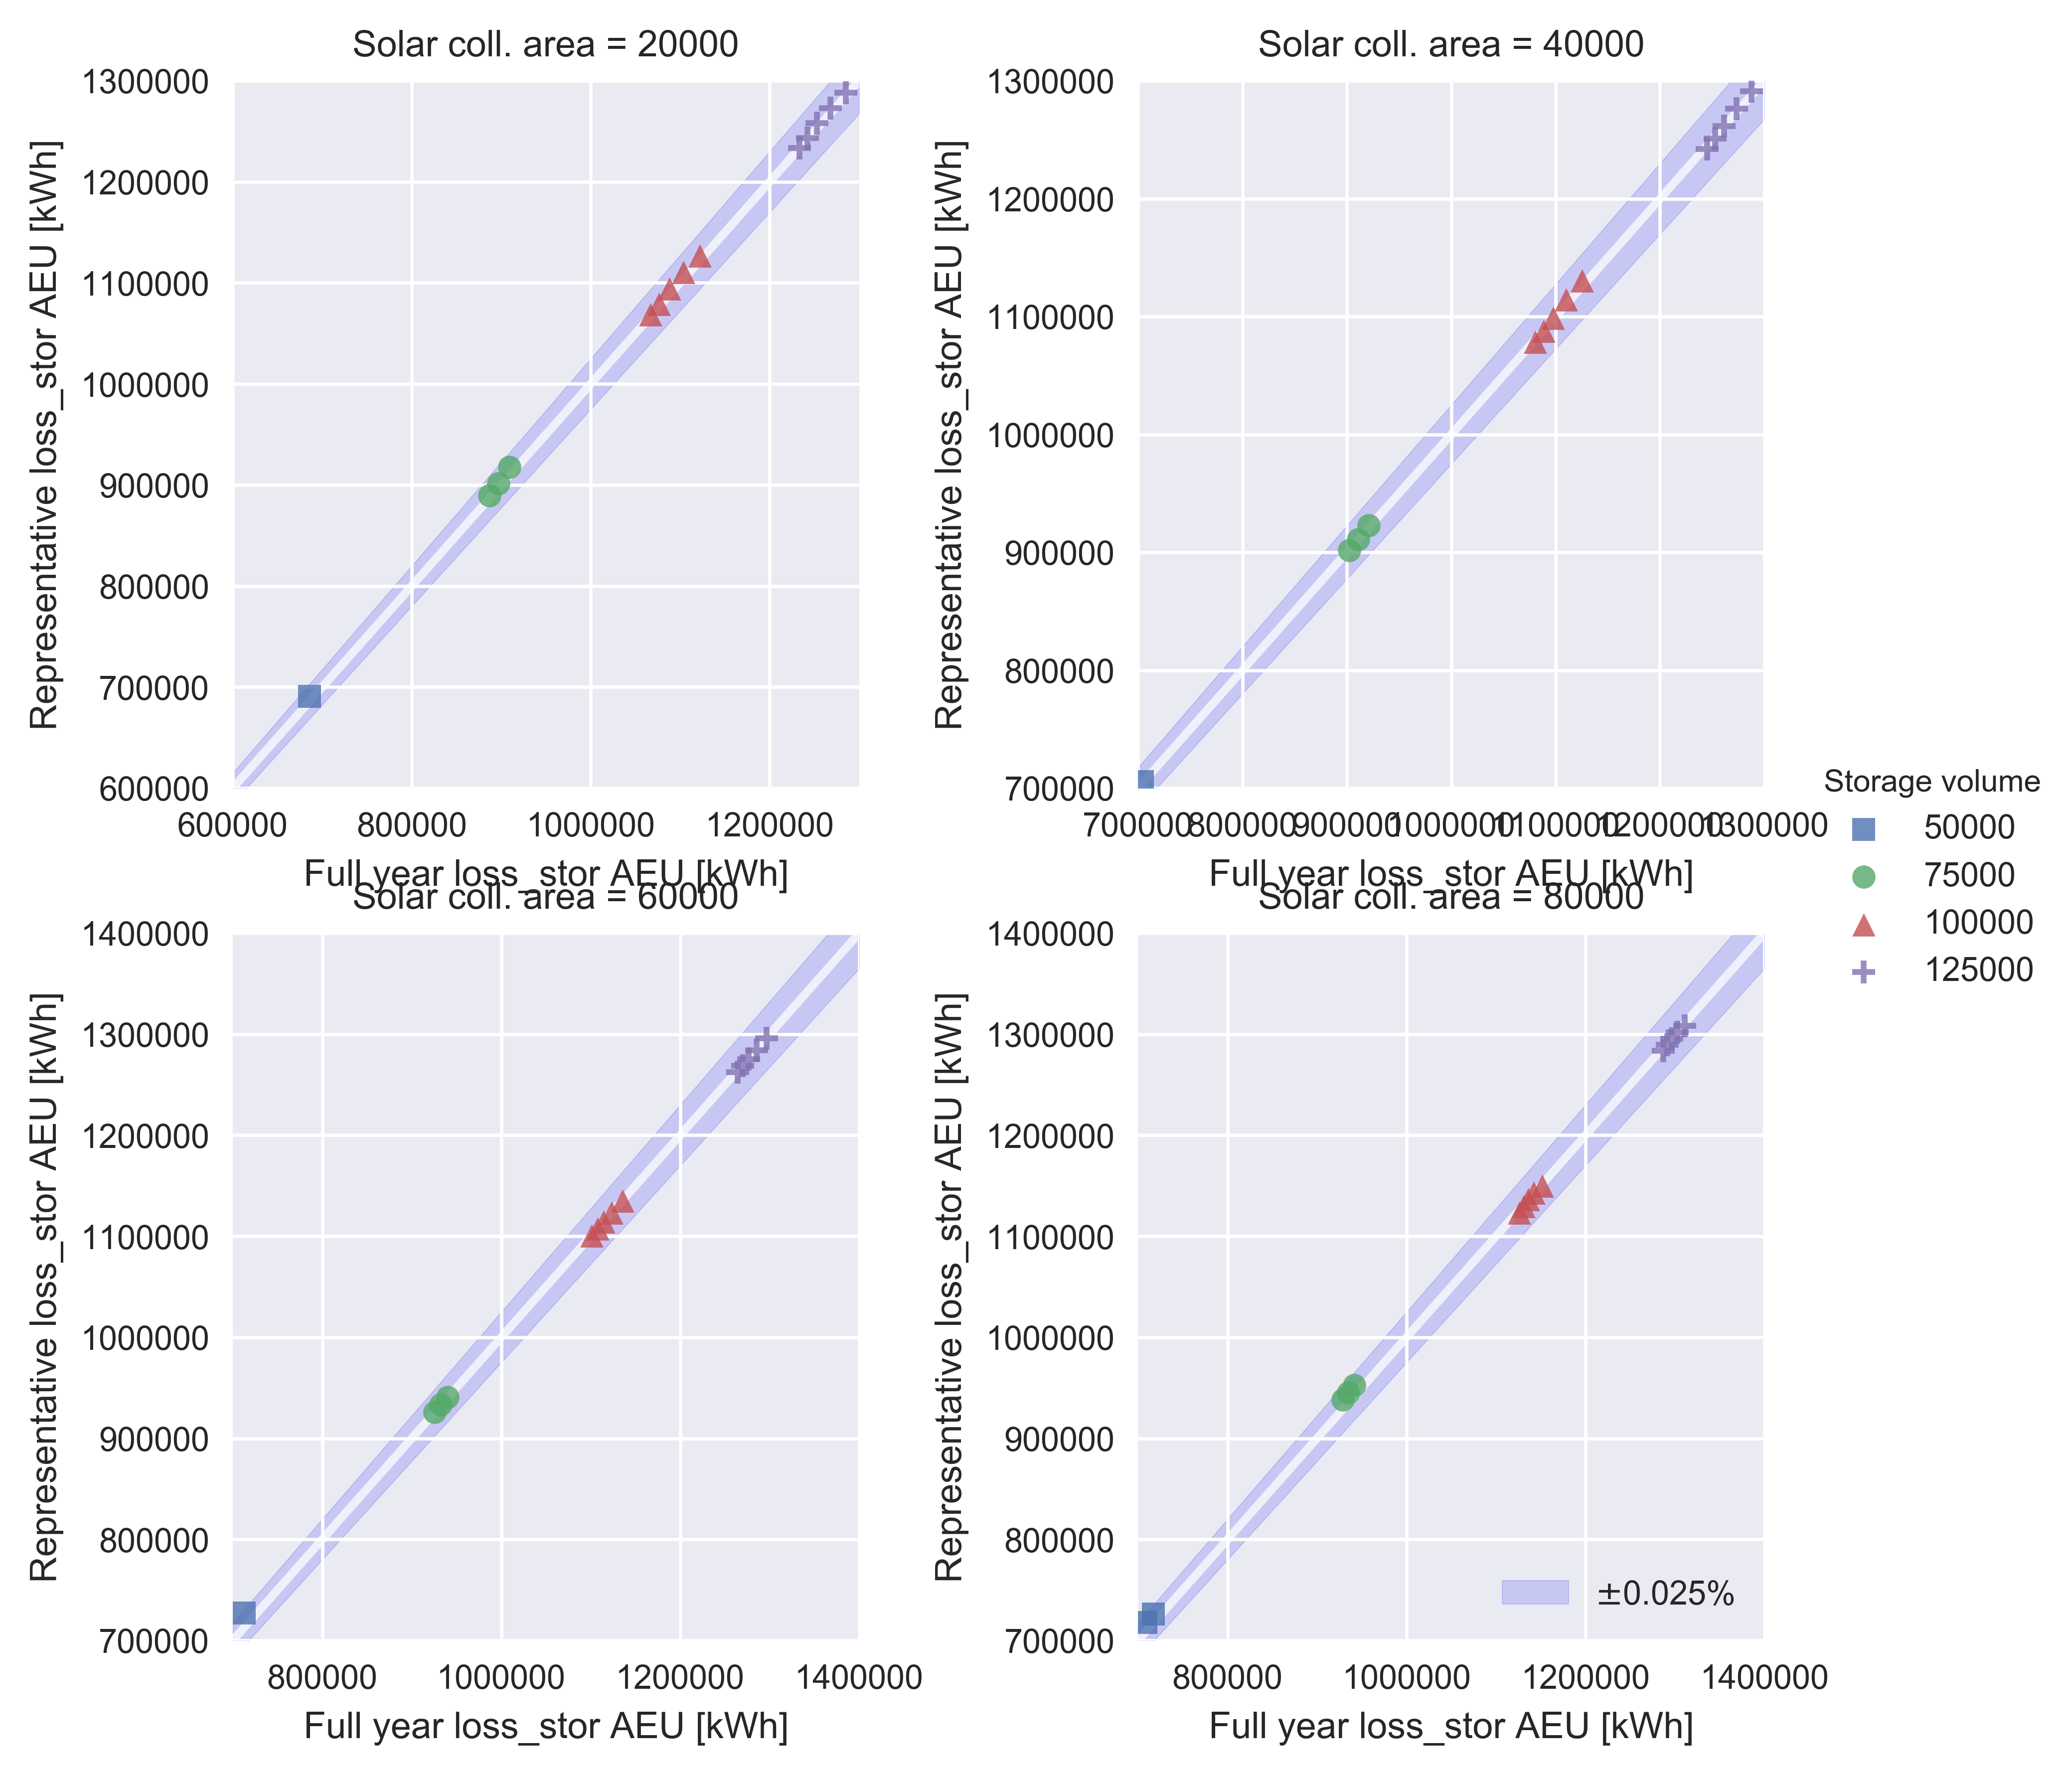 Solar coll. area = 20000
1300000
1200000
1100000
1000000
900000
800000
700000
600000
Representative loss_stor AEU [kWh]
600000 800000 1000000 1200000
Full year loss_stor AEU [kWh]
Solar coll. area = 40000
1300000
1200000
1100000
1000000
900000
800000
700000
Representative loss_stor AEU [kWh]
700000 800000 900000 1000000 1100000 1200000 1300000
Full year loss_stor AEU [kWh]
Storage volume
50000
75000
100000
125000
Solar coll. area = 60000
1400000
1300000
1200000
1100000
1000000
900000
800000
700000
Representative loss_stor AEU [kWh]
800000 1000000 1200000 1400000
Full year loss_stor AEU [kWh]
Solar coll. area = 80000
1400000
1300000
1200000
1100000
1000000
900000
800000
700000
Representative loss_stor AEU [kWh]
±0.025%
800000 1000000 1200000 1400000
Full year loss_stor AEU [kWh]